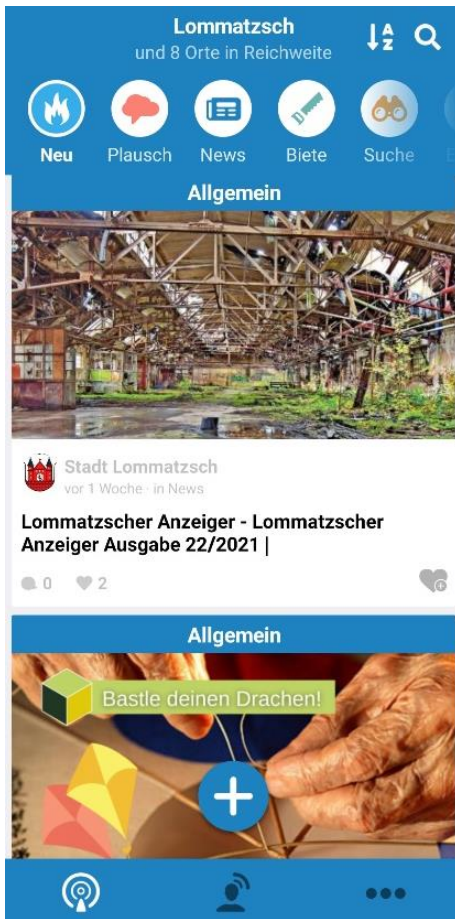 Lommatzsch
und 8 Orte in Reichweite
A
Z
Neu
Plausch
News
Biete
Suche
Allgemein
Stadt Lommatzsch
vor 1 Woche · in News
Lommatzscher Anzeiger - Lommatzscher
Anzeiger Ausgabe 22/2021 |
0
2
Allgemein
Bastle deinen Drachen!